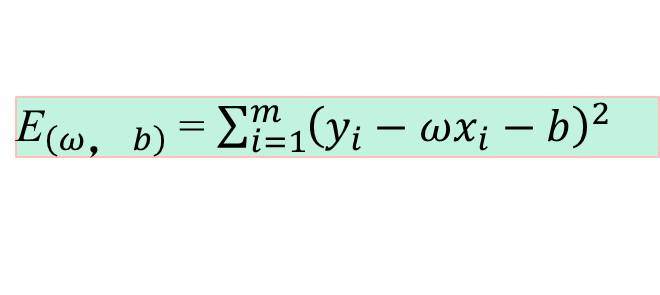 E₍ω， b₎ = ∑ᵢ₌₁ᵐ(yᵢ − ωxᵢ − b)²